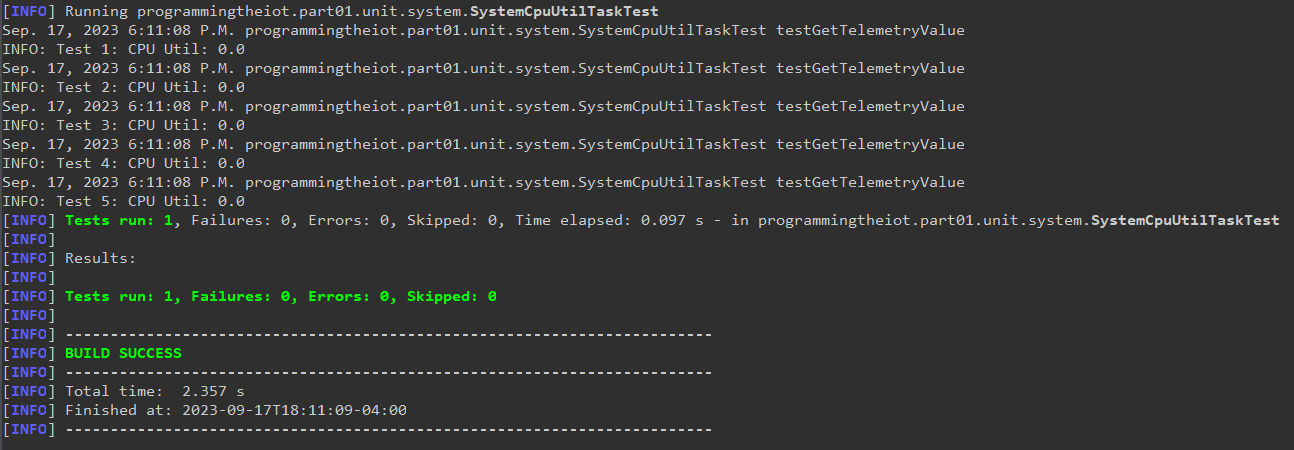 [INFO] Running programmingtheiot.part01.unit.system.SystemCpuUtilTaskTest
Sep. 17, 2023 6:11:08 P.M. programmingtheiot.part01.unit.system.SystemCpuUtilTaskTest testGetTelemetryValue
INFO: Test 1: CPU Util: 0.0
Sep. 17, 2023 6:11:08 P.M. programmingtheiot.part01.unit.system.SystemCpuUtilTaskTest testGetTelemetryValue
INFO: Test 2: CPU Util: 0.0
Sep. 17, 2023 6:11:08 P.M. programmingtheiot.part01.unit.system.SystemCpuUtilTaskTest testGetTelemetryValue
INFO: Test 3: CPU Util: 0.0
Sep. 17, 2023 6:11:08 P.M. programmingtheiot.part01.unit.system.SystemCpuUtilTaskTest testGetTelemetryValue
INFO: Test 4: CPU Util: 0.0
Sep. 17, 2023 6:11:08 P.M. programmingtheiot.part01.unit.system.SystemCpuUtilTaskTest testGetTelemetryValue
INFO: Test 5: CPU Util: 0.0
[INFO] Tests run: 1, Failures: 0, Errors: 0, Skipped: 0, Time elapsed: 0.097 s - in programmingtheiot.part01.unit.system.SystemCpuUtilTaskTest
[INFO]
[INFO] Results:
[INFO]
[INFO] Tests run: 1, Failures: 0, Errors: 0, Skipped: 0
[INFO]
[INFO] ------------------------------------------------------------------------
[INFO] BUILD SUCCESS
[INFO] ------------------------------------------------------------------------
[INFO] Total time:  2.357 s
[INFO] Finished at: 2023-09-17T18:11:09-04:00
[INFO] ------------------------------------------------------------------------